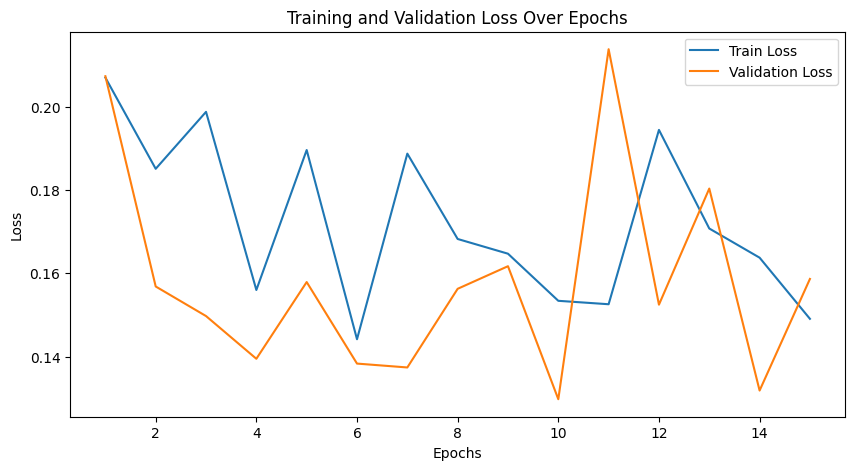 Training and Validation Loss Over Epochs
Train Loss
Validation Loss
0.20
0.18
0.16
0.14
Loss
2 4 6 8 10 12 14
Epochs